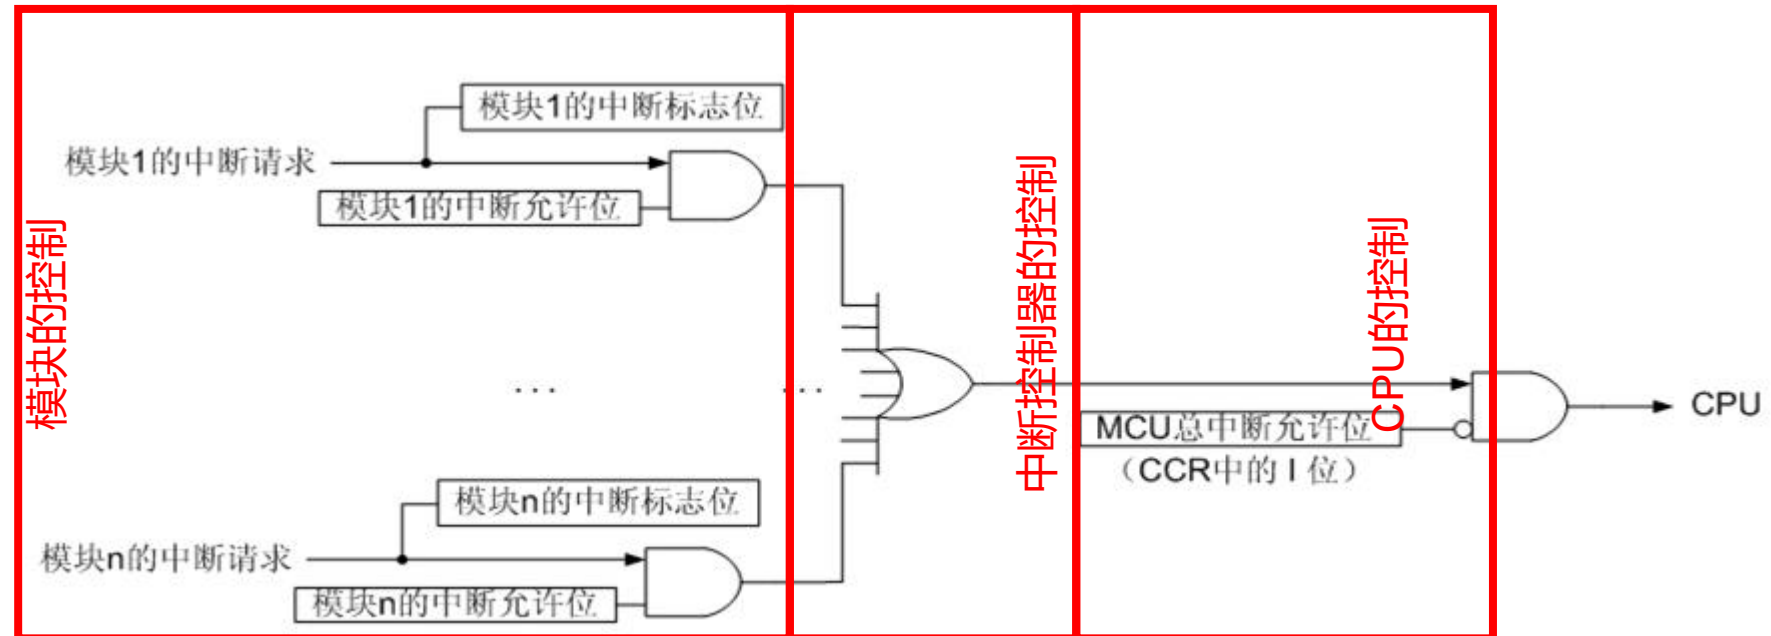 模块1的中断标志位
模块1的中断请求
模块1的中断允许位
模块的控制
中断控制器的控制
CPU的控制
...
...
CPU
MCU总中断允许位
（CCR中的 I 位）
模块n的中断标志位
模块n的中断请求
模块n的中断允许位